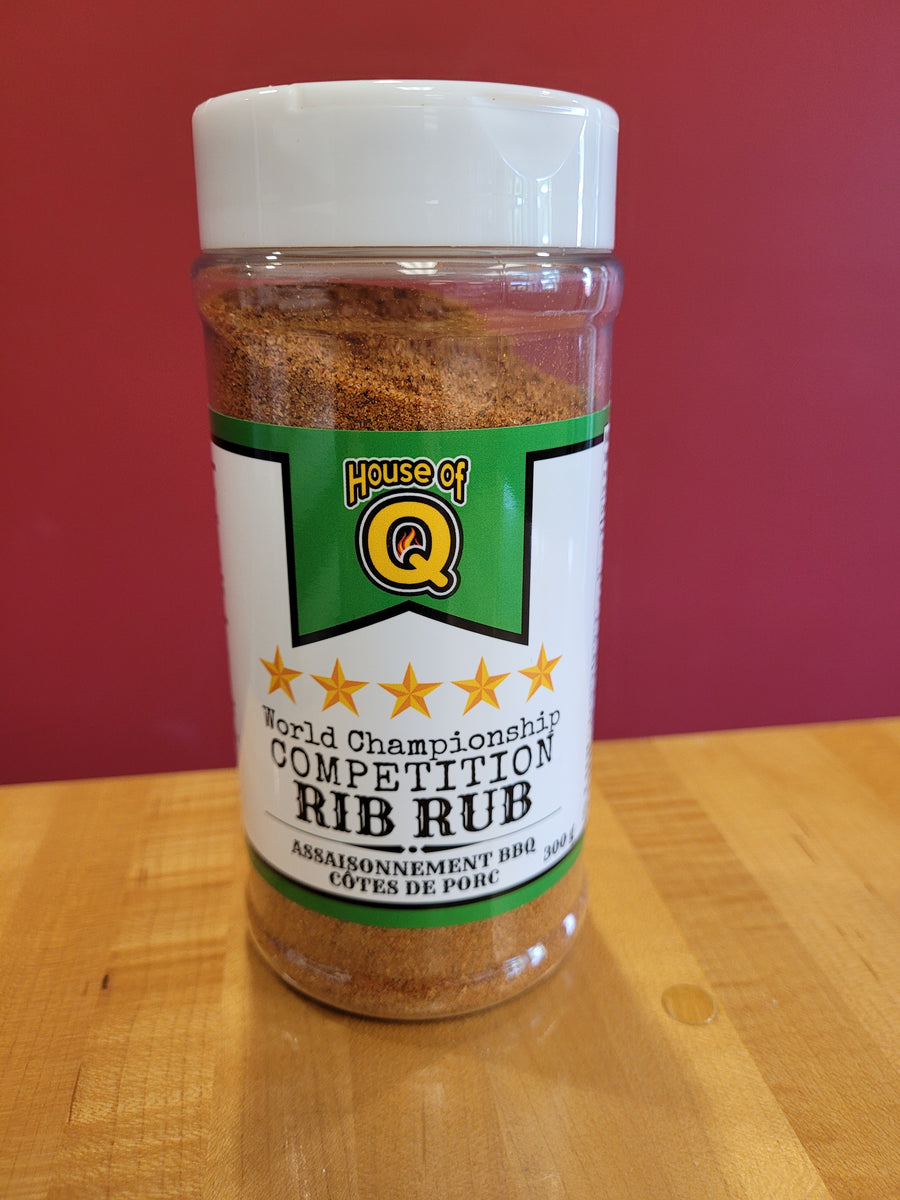 House of
Q
World Championship
COMPETITION
RIB RUB
ASSAISONNEMENT BBQ
CÔTES DE PORC
300 g